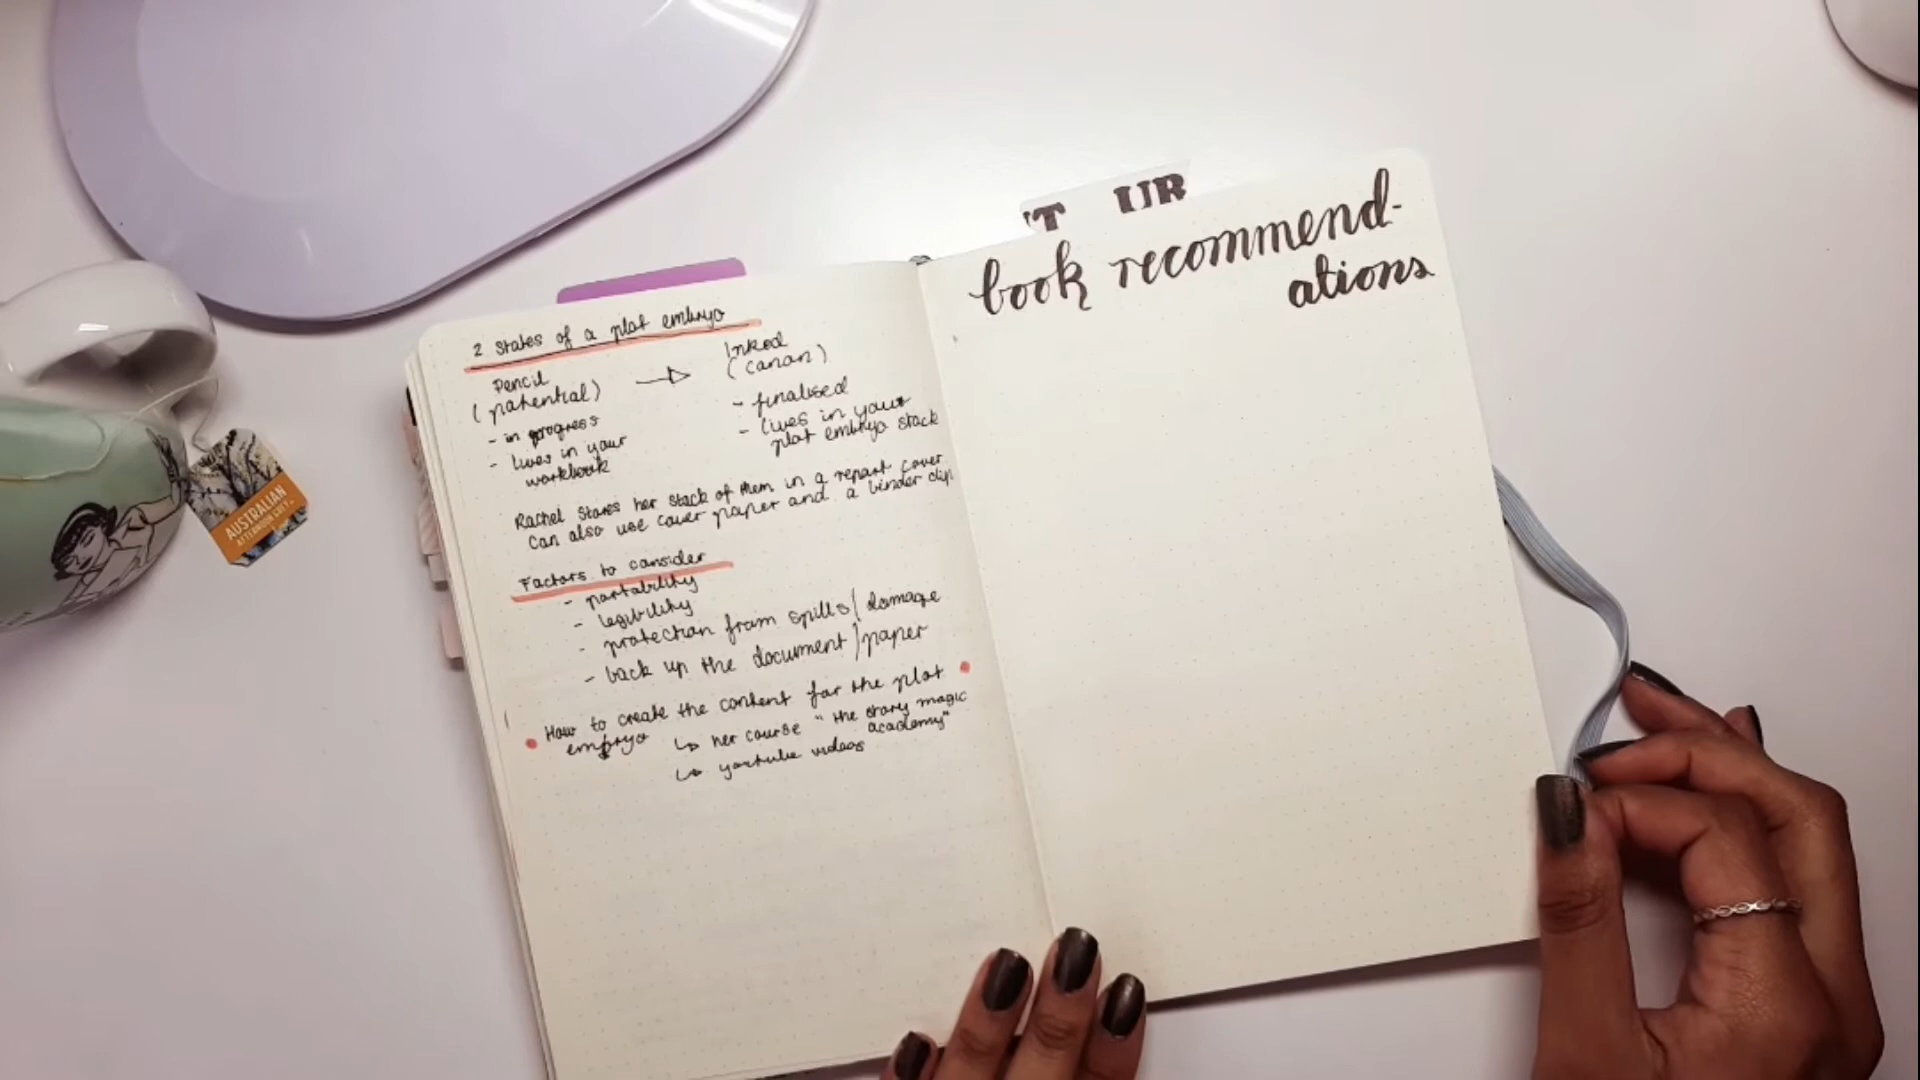 2 States of a plot embryo
Pencil
(potential)
- in progress
- lives in your
workbook
Inked
(canon)
- finalised
- lives in your
plot embryo stack
Rachel stores her stack of them in a report cover
can also use cover paper and a binder clip
Factors to consider
- portability
- legibility
- protection from spills / damage
- back up the document / paper
How to create the content for the plot
embryo
her course "the story magic
academy"
youtube videos
T UR
book recommend-
ations
AUSTRALIAN
AFTERNOON GREY